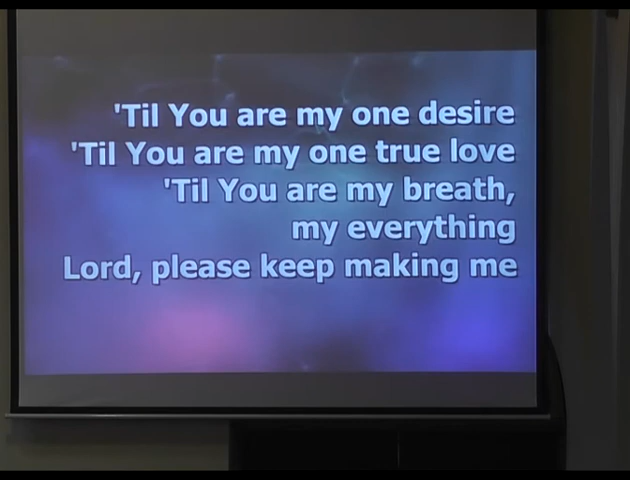 'Til You are my one desire
'Til You are my one true love
'Til You are my breath,
my everything
Lord, please keep making me